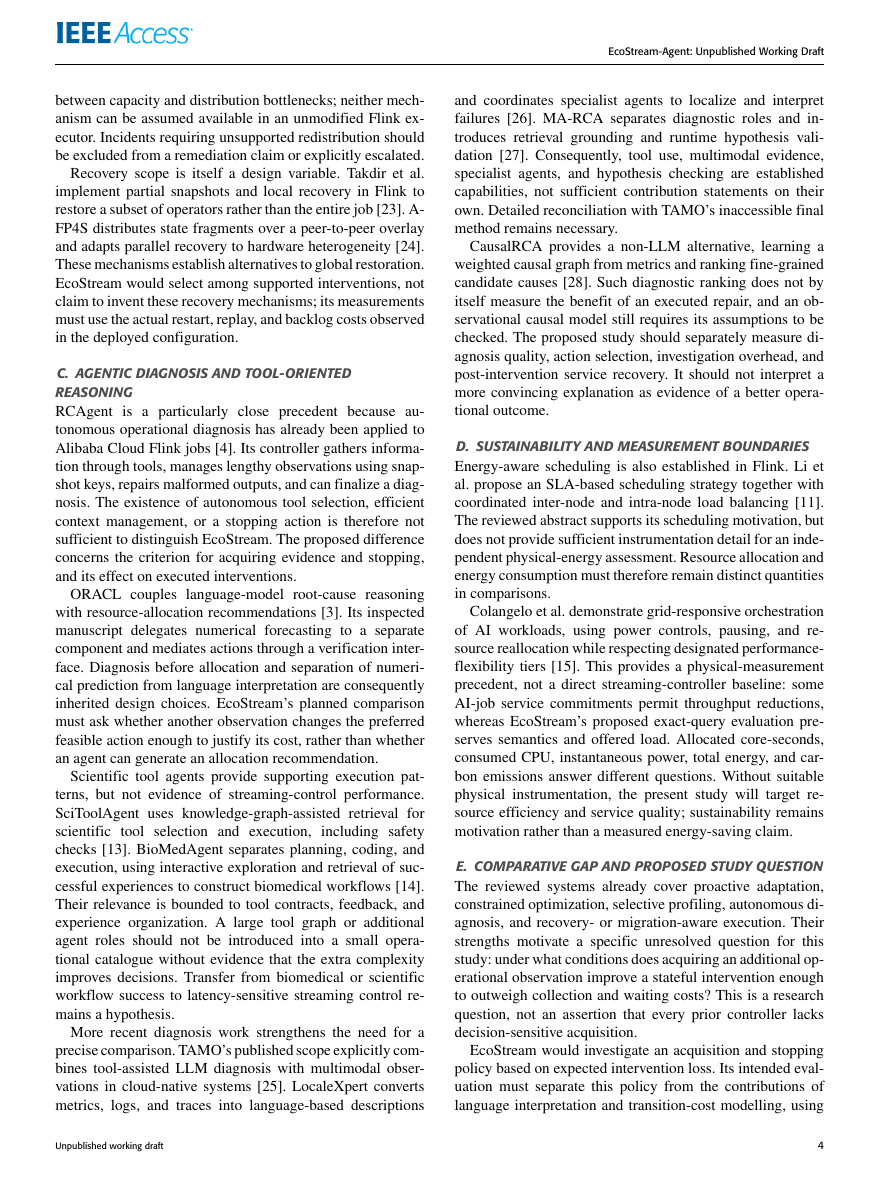 IEEE Access
EcoStream-Agent: Unpublished Working Draft
between capacity and distribution bottlenecks; neither mech-
anism can be assumed available in an unmodified Flink ex-
ecutor. Incidents requiring unsupported redistribution should
be excluded from a remediation claim or explicitly escalated.
Recovery scope is itself a design variable. Takdir et al.
implement partial snapshots and local recovery in Flink to
restore a subset of operators rather than the entire job [23]. A-
FP4S distributes state fragments over a peer-to-peer overlay
and adapts parallel recovery to hardware heterogeneity [24].
These mechanisms establish alternatives to global restoration.
EcoStream would select among supported interventions, not
claim to invent these recovery mechanisms; its measurements
must use the actual restart, replay, and backlog costs observed
in the deployed configuration.
C. AGENTIC DIAGNOSIS AND TOOL-ORIENTED
REASONING
RCAgent is a particularly close precedent because au-
tonomous operational diagnosis has already been applied to
Alibaba Cloud Flink jobs [4]. Its controller gathers informa-
tion through tools, manages lengthy observations using snap-
shot keys, repairs malformed outputs, and can finalize a diag-
nosis. The existence of autonomous tool selection, efficient
context management, or a stopping action is therefore not
sufficient to distinguish EcoStream. The proposed difference
concerns the criterion for acquiring evidence and stopping,
and its effect on executed interventions.
ORACL couples language-model root-cause reasoning
with resource-allocation recommendations [3]. Its inspected
manuscript delegates numerical forecasting to a separate
component and mediates actions through a verification inter-
face. Diagnosis before allocation and separation of numeri-
cal prediction from language interpretation are consequently
inherited design choices. EcoStream's planned comparison
must ask whether another observation changes the preferred
feasible action enough to justify its cost, rather than whether
an agent can generate an allocation recommendation.
Scientific tool agents provide supporting execution pat-
terns, but not evidence of streaming-control performance.
SciToolAgent uses knowledge-graph-assisted retrieval for
scientific tool selection and execution, including safety
checks [13]. BioMedAgent separates planning, coding, and
execution, using interactive exploration and retrieval of suc-
cessful experiences to construct biomedical workflows [14].
Their relevance is bounded to tool contracts, feedback, and
experience organization. A large tool graph or additional
agent roles should not be introduced into a small opera-
tional catalogue without evidence that the extra complexity
improves decisions. Transfer from biomedical or scientific
workflow success to latency-sensitive streaming control re-
mains a hypothesis.
More recent diagnosis work strengthens the need for a
precise comparison. TAMO's published scope explicitly com-
bines tool-assisted LLM diagnosis with multimodal obser-
vations in cloud-native systems [25]. LocaleXpert converts
metrics, logs, and traces into language-based descriptions
and coordinates specialist agents to localize and interpret
failures [26]. MA-RCA separates diagnostic roles and in-
troduces retrieval grounding and runtime hypothesis vali-
dation [27]. Consequently, tool use, multimodal evidence,
specialist agents, and hypothesis checking are established
capabilities, not sufficient contribution statements on their
own. Detailed reconciliation with TAMO's inaccessible final
method remains necessary.
CausalRCA provides a non-LLM alternative, learning a
weighted causal graph from metrics and ranking fine-grained
candidate causes [28]. Such diagnostic ranking does not by
itself measure the benefit of an executed repair, and an ob-
servational causal model still requires its assumptions to be
checked. The proposed study should separately measure di-
agnosis quality, action selection, investigation overhead, and
post-intervention service recovery. It should not interpret a
more convincing explanation as evidence of a better opera-
tional outcome.
D. SUSTAINABILITY AND MEASUREMENT BOUNDARIES
Energy-aware scheduling is also established in Flink. Li et
al. propose an SLA-based scheduling strategy together with
coordinated inter-node and intra-node load balancing [11].
The reviewed abstract supports its scheduling motivation, but
does not provide sufficient instrumentation detail for an inde-
pendent physical-energy assessment. Resource allocation and
energy consumption must therefore remain distinct quantities
in comparisons.
Colangelo et al. demonstrate grid-responsive orchestration
of AI workloads, using power controls, pausing, and re-
source reallocation while respecting designated performance-
flexibility tiers [15]. This provides a physical-measurement
precedent, not a direct streaming-controller baseline: some
AI-job service commitments permit throughput reductions,
whereas EcoStream's proposed exact-query evaluation pre-
serves semantics and offered load. Allocated core-seconds,
consumed CPU, instantaneous power, total energy, and car-
bon emissions answer different questions. Without suitable
physical instrumentation, the present study will target re-
source efficiency and service quality; sustainability remains
motivation rather than a measured energy-saving claim.
E. COMPARATIVE GAP AND PROPOSED STUDY QUESTION
The reviewed systems already cover proactive adaptation,
constrained optimization, selective profiling, autonomous di-
agnosis, and recovery- or migration-aware execution. Their
strengths motivate a specific unresolved question for this
study: under what conditions does acquiring an additional op-
erational observation improve a stateful intervention enough
to outweigh collection and waiting costs? This is a research
question, not an assertion that every prior controller lacks
decision-sensitive acquisition.
EcoStream would investigate an acquisition and stopping
policy based on expected intervention loss. Its intended eval-
uation must separate this policy from the contributions of
language interpretation and transition-cost modelling, using
Unpublished working draft
4